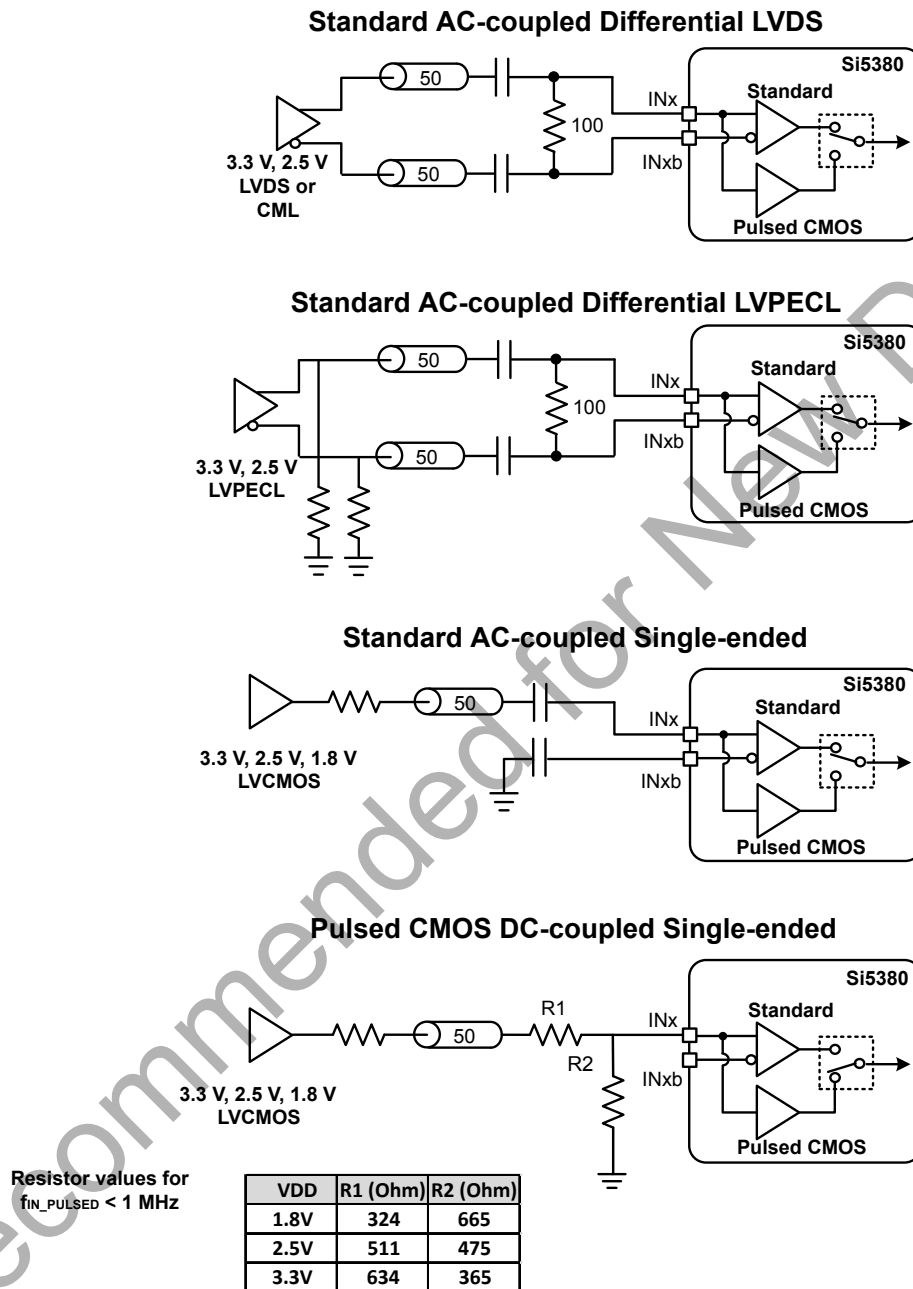 Standard AC-coupled Differential LVDS
50
50
100
3.3 V, 2.5 V
LVDS or
CML
INx
INxb
Si5380
Standard
Pulsed CMOS
Standard AC-coupled Differential LVPECL
50
50
100
3.3 V, 2.5 V
LVPECL
INx
INxb
Si5380
Standard
Pulsed CMOS
Standard AC-coupled Single-ended
50
3.3 V, 2.5 V, 1.8 V
LVCMOS
INx
INxb
Si5380
Standard
Pulsed CMOS
Pulsed CMOS DC-coupled Single-ended
50
R1
R2
3.3 V, 2.5 V, 1.8 V
LVCMOS
INx
INxb
Si5380
Standard
Pulsed CMOS
Resistor values for
fIN_PULSED < 1 MHz
VDD R1 (Ohm) R2 (Ohm)
1.8V 324 665
2.5V 511 475
3.3V 634 365
ecommended for New D